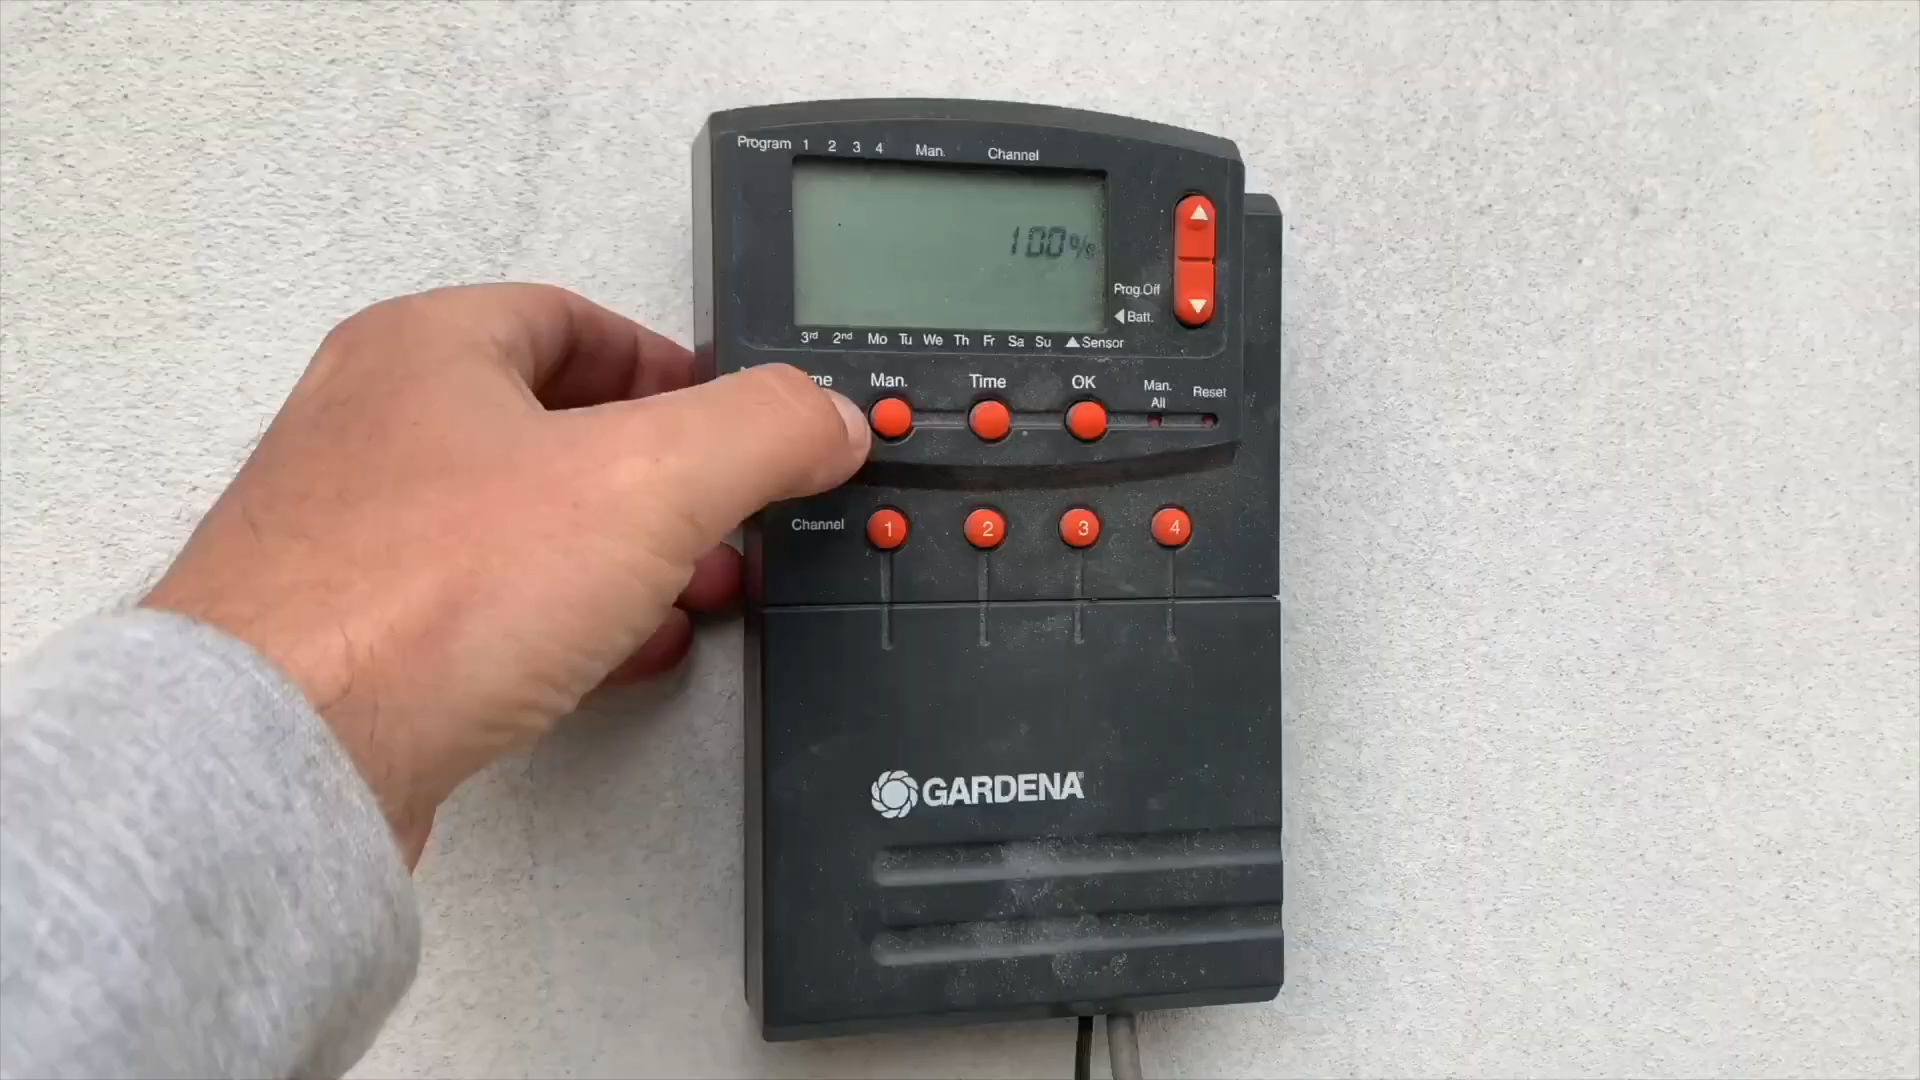 Program 1 2 3 4 Man. Channel
100%
Prog.Off
Batt.
3rd 2nd Mo Tu We Th Fr Sa Su Sensor
Man. Time OK Man. All Reset
Channel 1 2 3 4
GARDENA